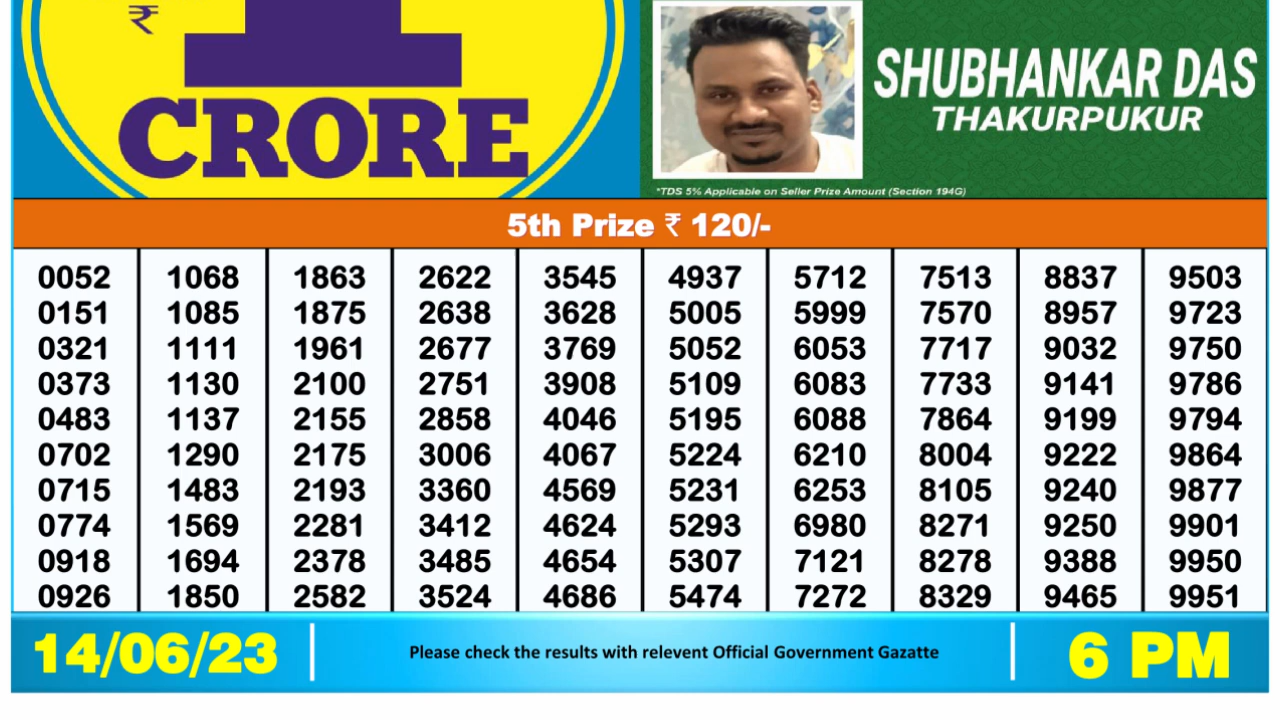 ₹
1
CRORE
SHUBHANKAR DAS
THAKURPUKUR
*TDS 5% Applicable on Seller Prize Amount (Section 194G)
5th Prize ₹ 120/-
0052 1068 1863 2622 3545 4937 5712 7513 8837 9503
0151 1085 1875 2638 3628 5005 5999 7570 8957 9723
0321 1111 1961 2677 3769 5052 6053 7717 9032 9750
0373 1130 2100 2751 3908 5109 6083 7733 9141 9786
0483 1137 2155 2858 4046 5195 6088 7864 9199 9794
0702 1290 2175 3006 4067 5224 6210 8004 9222 9864
0715 1483 2193 3360 4569 5231 6253 8105 9240 9877
0774 1569 2281 3412 4624 5293 6980 8271 9250 9901
0918 1694 2378 3485 4654 5307 7121 8278 9388 9950
0926 1850 2582 3524 4686 5474 7272 8329 9465 9951
14/06/23
Please check the results with relevent Official Government Gazatte
6 PM